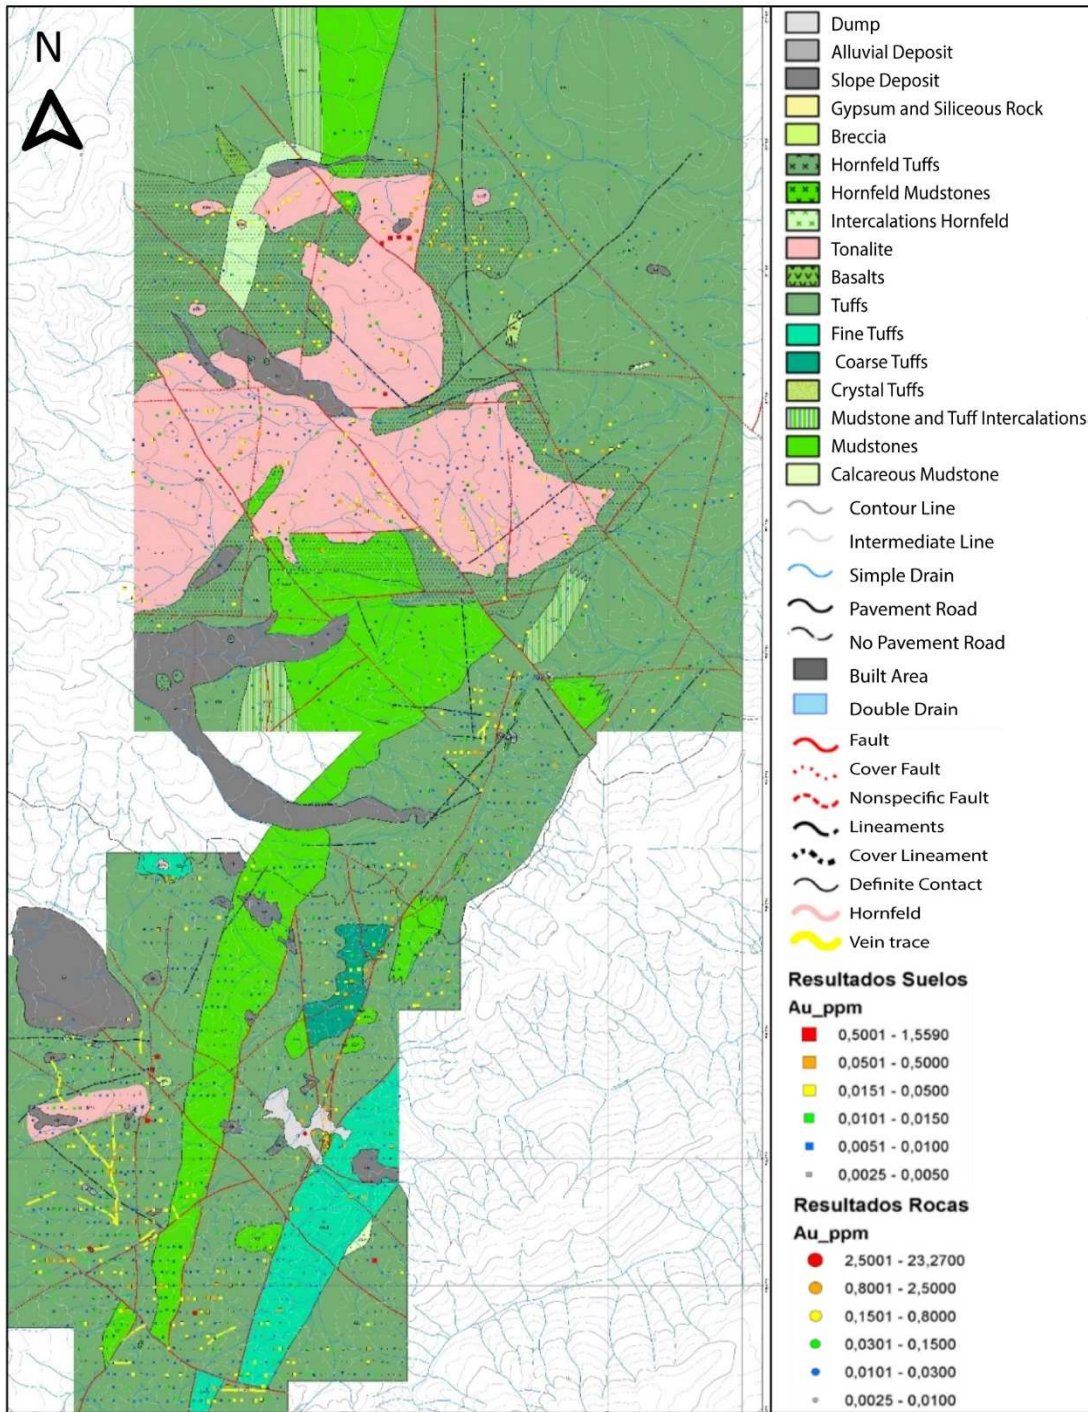 N
Dump
Alluvial Deposit
Slope Deposit
Gypsum and Siliceous Rock
Breccia
Hornfeld Tuffs
Hornfeld Mudstones
Intercalations Hornfeld
Tonalite
Basalts
Tuffs
Fine Tuffs
Coarse Tuffs
Crystal Tuffs
Mudstone and Tuff Intercalations
Mudstones
Calcareous Mudstone
Contour Line
Intermediate Line
Simple Drain
Pavement Road
No Pavement Road
Built Area
Double Drain
Fault
Cover Fault
Nonspecific Fault
Lineaments
Cover Lineament
Definite Contact
Hornfeld
Vein trace
Resultados Suelos
Au_ppm
0,5001 - 1,5590
0,0501 - 0,5000
0,0151 - 0,0500
0,0101 - 0,0150
0,0051 - 0,0100
0,0025 - 0,0050
Resultados Rocas
Au_ppm
2,5001 - 23,2700
0,8001 - 2,5000
0,1501 - 0,8000
0,0301 - 0,1500
0,0101 - 0,0300
0,0025 - 0,0100